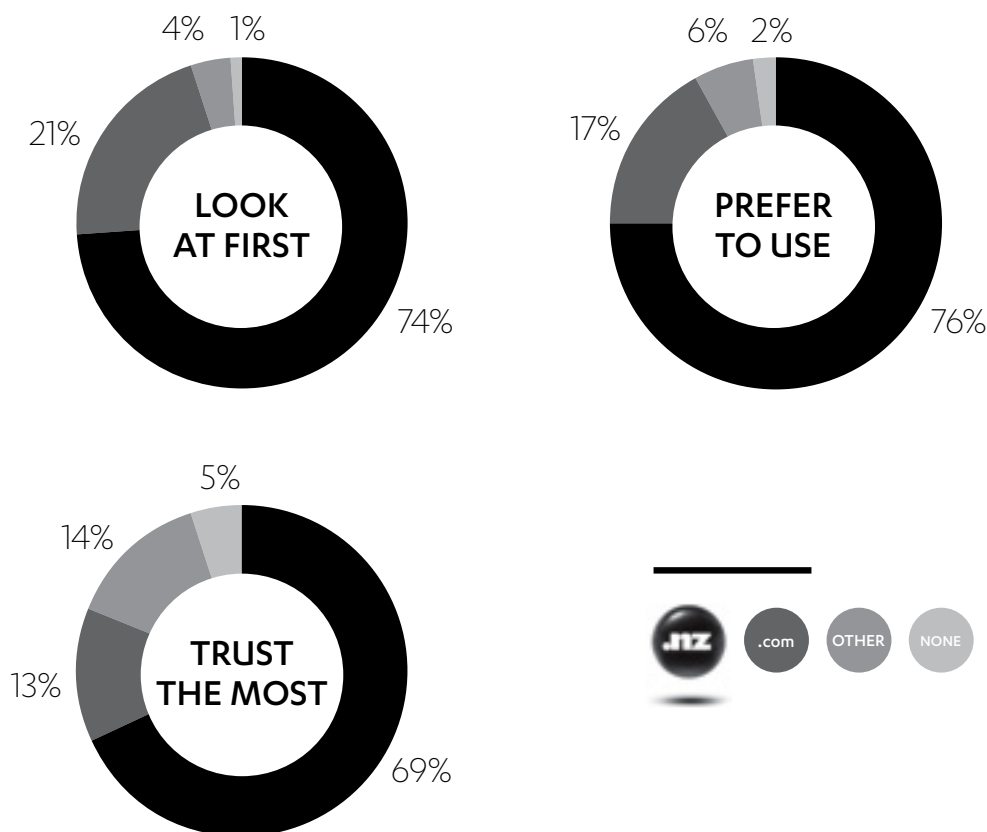 4% 1%
21%
LOOK
AT FIRST
74%
6% 2%
17%
PREFER
TO USE
76%
5%
14%
TRUST
THE MOST
13%
69%
.nz .com OTHER NONE